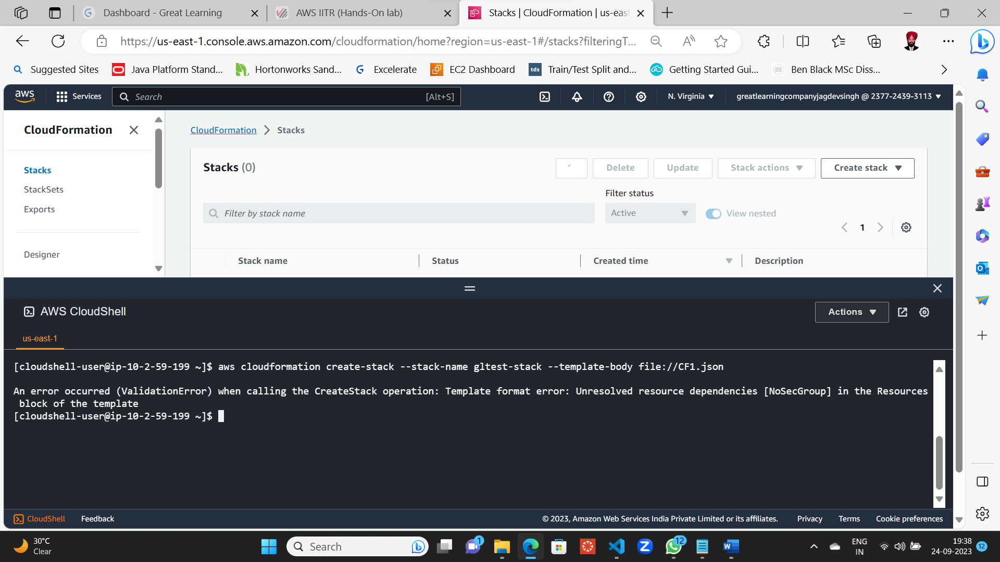 Dashboard - Great Learning
AWS IITR (Hands-On lab)
Stacks | CloudFormation | us-eas
https://us-east-1.console.aws.amazon.com/cloudformation/home?region=us-east-1#/stacks?filteringT...
Suggested Sites
Java Platform Stand...
Hortonworks Sand...
Excelerate
EC2 Dashboard
tds
Train/Test Split and...
Getting Started Gui...
Ben Black MSc Diss...
aws
Services
Search
[Alt+S]
N. Virginia
greatlearningcompanyjagdevsingh @ 2377-2439-3113
CloudFormation
Stacks
StackSets
Exports
Designer
CloudFormation
Stacks
Stacks (0)
Delete
Update
Stack actions
Create stack
Filter status
Filter by stack name
Active
View nested
1
Stack name
Status
Created time
Description
AWS CloudShell
Actions
us-east-1
[cloudshell-user@ip-10-2-59-199 ~]$ aws cloudformation create-stack --stack-name gltest-stack --template-body file://CF1.json
An error occurred (ValidationError) when calling the CreateStack operation: Template format error: Unresolved resource dependencies [NoSecGroup] in the Resources
block of the template
[cloudshell-user@ip-10-2-59-199 ~]$
CloudShell
Feedback
© 2023, Amazon Web Services India Private Limited or its affiliates.
Privacy
Terms
Cookie preferences
30°C
Clear
Search
1
12
ENG
IN
19:38
24-09-2023
12